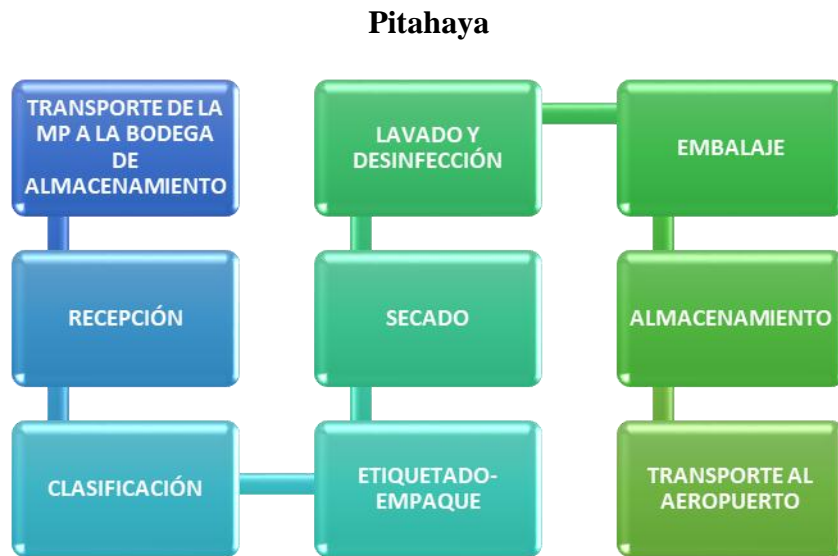 Pitahaya
TRANSPORTE DE LA
MP A LA BODEGA
DE
ALMACENAMIENTO
RECEPCIÓN
CLASIFICACIÓN
ETIQUETADO-
EMPAQUE
SECADO
LAVADO Y
DESINFECCIÓN
EMBALAJE
ALMACENAMIENTO
TRANSPORTE AL
AEROPUERTO